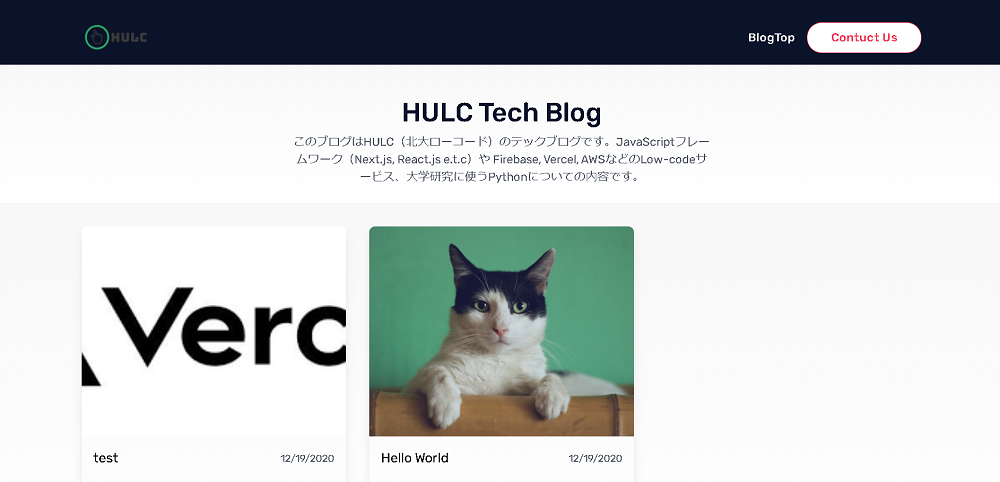 HULC
BlogTop
Contuct Us
HULC Tech Blog
このブログはHULC（北大ローコード）のテックブログです。JavaScriptフレー
ムワーク（Next.js, React.js e.t.c）や Firebase, Vercel, AWSなどのLow-codeサ
ービス、大学研究に使うPythonについての内容です。
Verc
test
12/19/2020
Hello World
12/19/2020